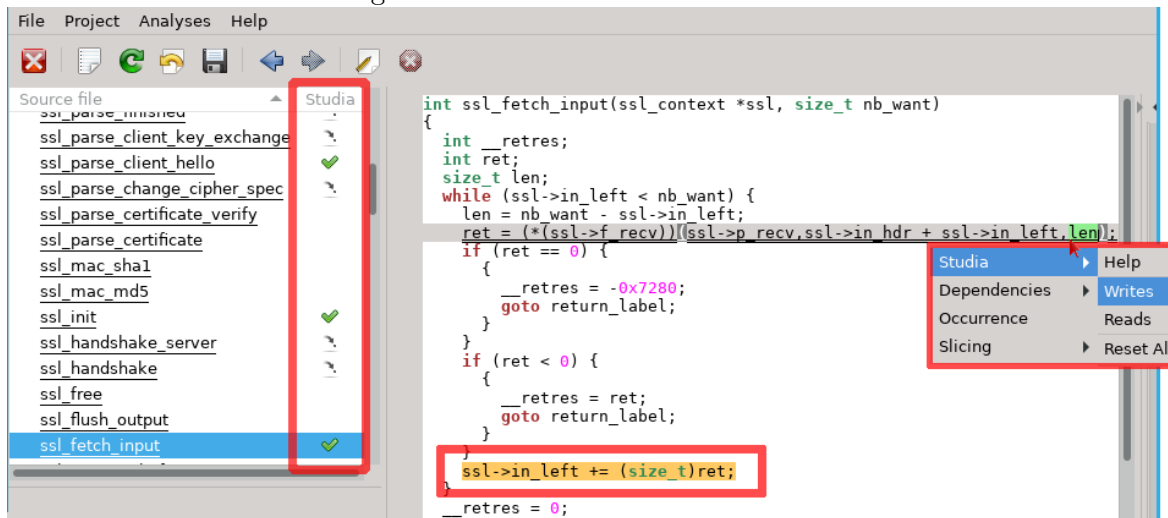 File Project Analyses Help
Source file Studia
ssl_parse_finished
ssl_parse_client_key_exchange
ssl_parse_client_hello
ssl_parse_change_cipher_spec
ssl_parse_certificate_verify
ssl_parse_certificate
ssl_mac_sha1
ssl_mac_md5
ssl_init
ssl_handshake_server
ssl_handshake
ssl_free
ssl_flush_output
ssl_fetch_input
int ssl_fetch_input(ssl_context *ssl, size_t nb_want)
{
int __retres;
int ret;
size_t len;
while (ssl->in_left < nb_want) {
len = nb_want - ssl->in_left;
ret = (*(ssl->f_recv))(ssl->p_recv,ssl->in_hdr + ssl->in_left,len);
if (ret == 0) {
{
__retres = -0x7280;
goto return_label;
}
}
if (ret < 0) {
{
__retres = ret;
goto return_label;
}
}
ssl->in_left += (size_t)ret;
}
__retres = 0;
Studia
Dependencies
Occurrence
Slicing
Help
Writes
Reads
Reset Al